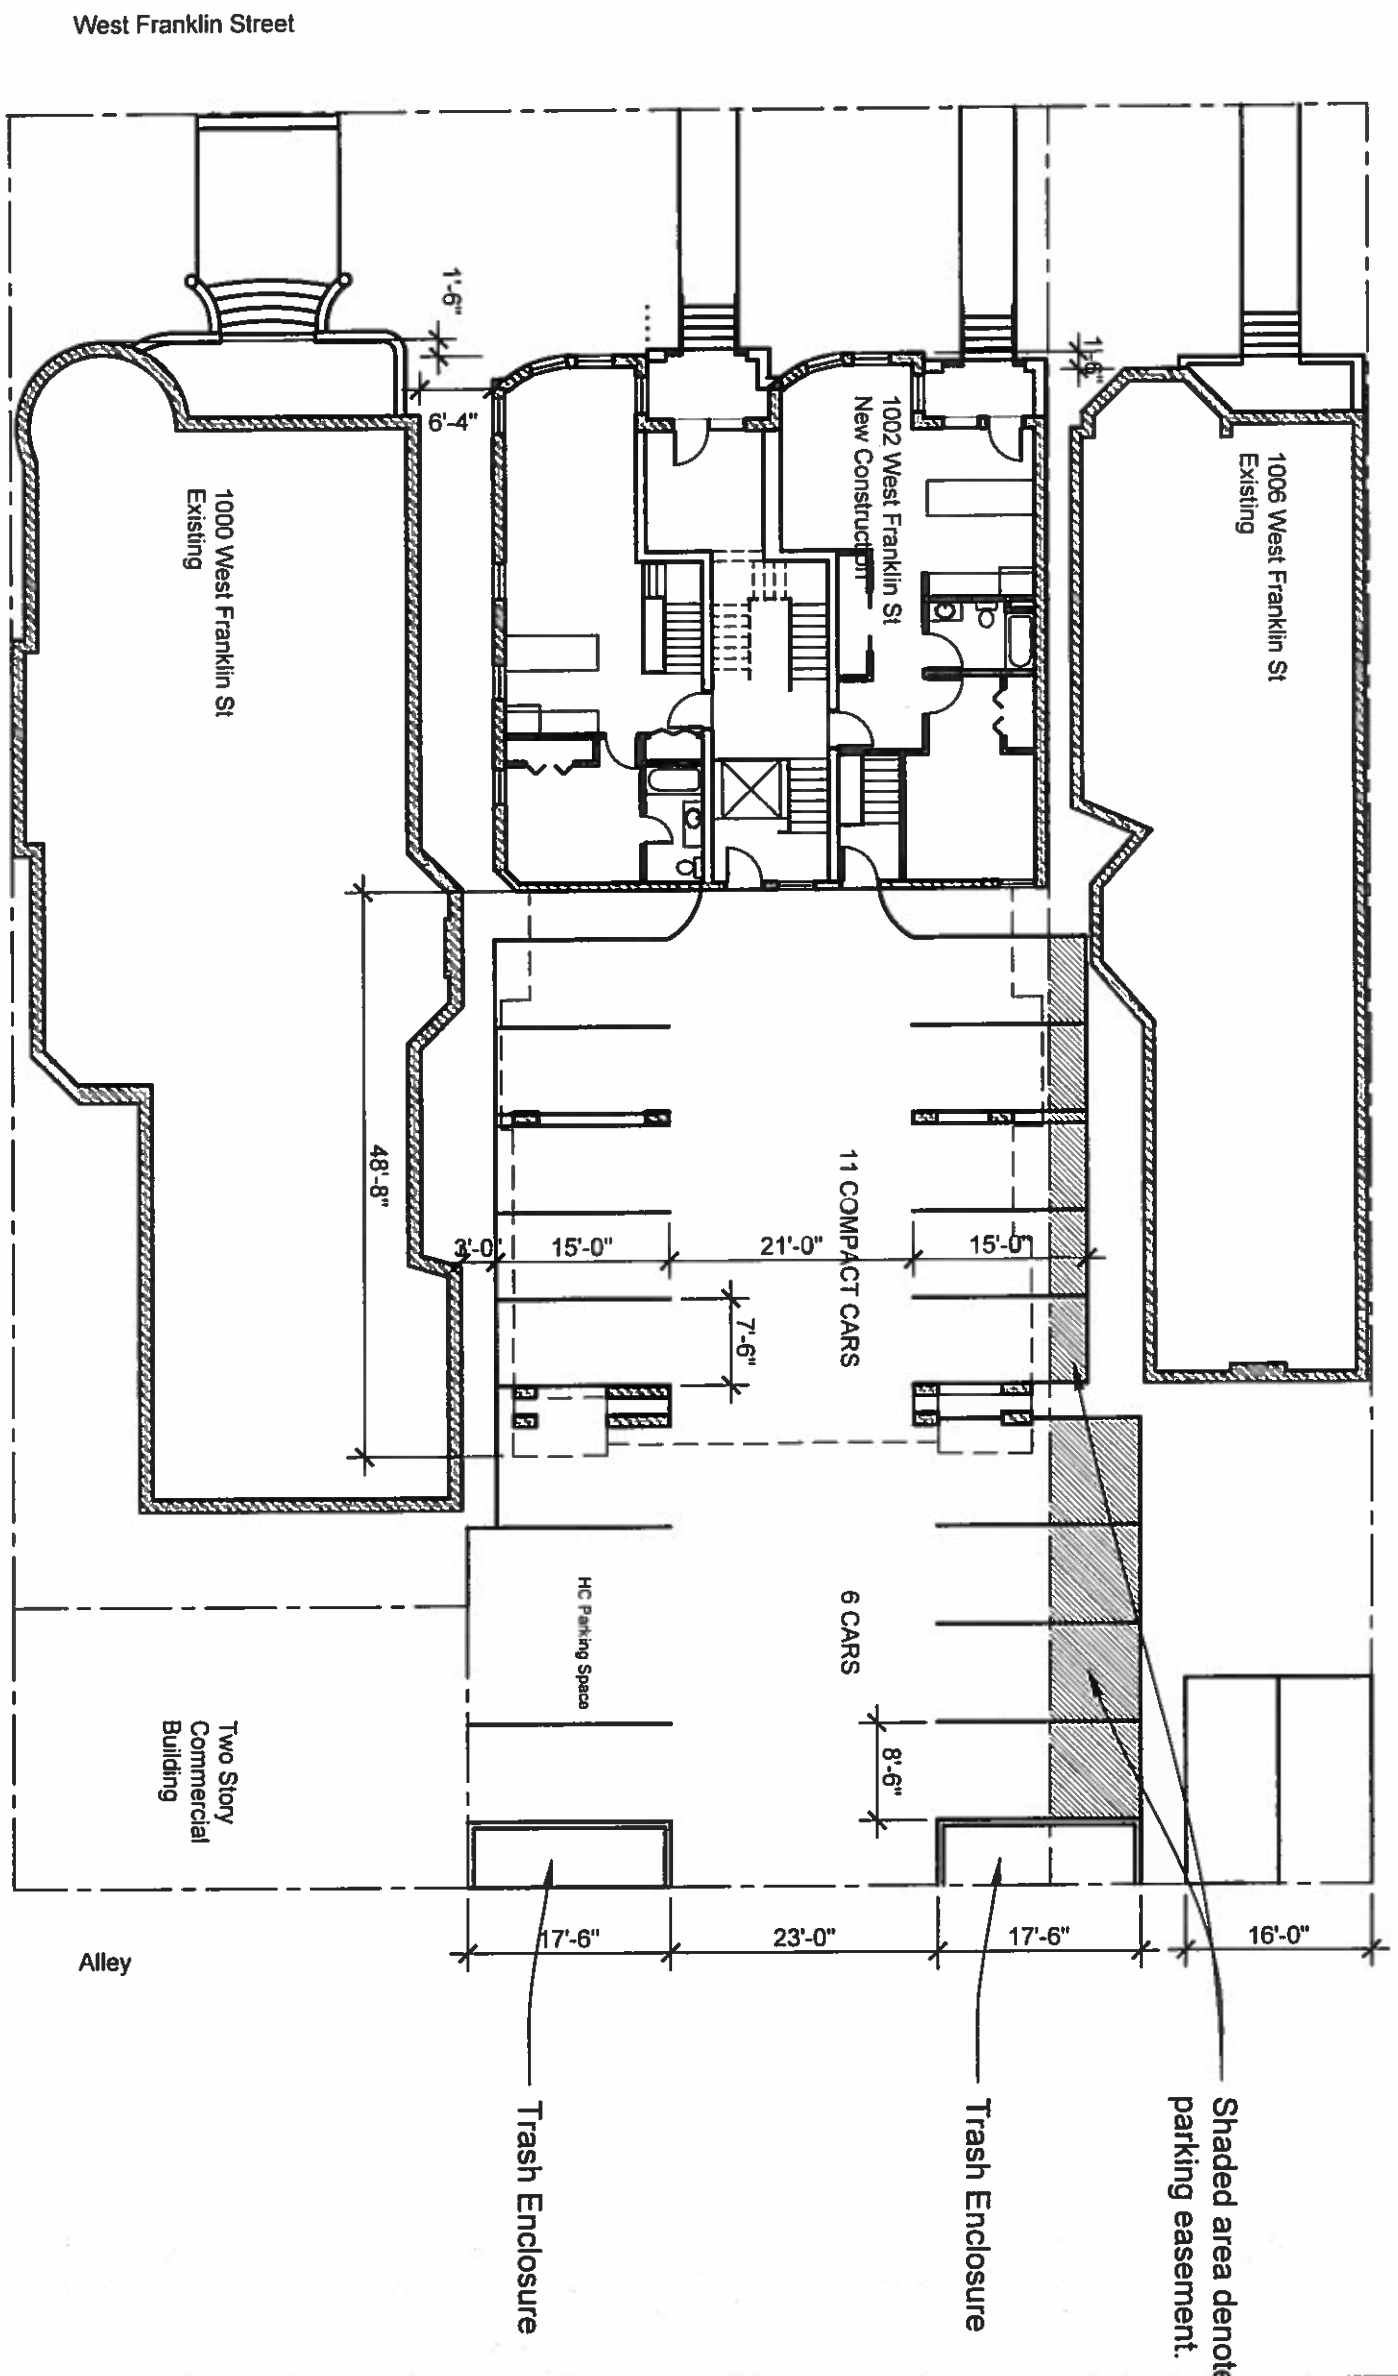 West Franklin Street
1'-6"
6'-4"
1'-6"
1000 West Franklin St
Existing
1002 West Franklin St
New Construction
1006 West Franklin St
Existing
48'-8"
3'-0"
15'-0"
21'-0"
15'-0"
7'-6"
11 COMPACT CARS
6 CARS
HC Parking Space
8'-6"
Two Story
Commercial
Building
17'-6"
23'-0"
17'-6"
16'-0"
Alley
Trash Enclosure
Trash Enclosure
Shaded area denote
parking easement.